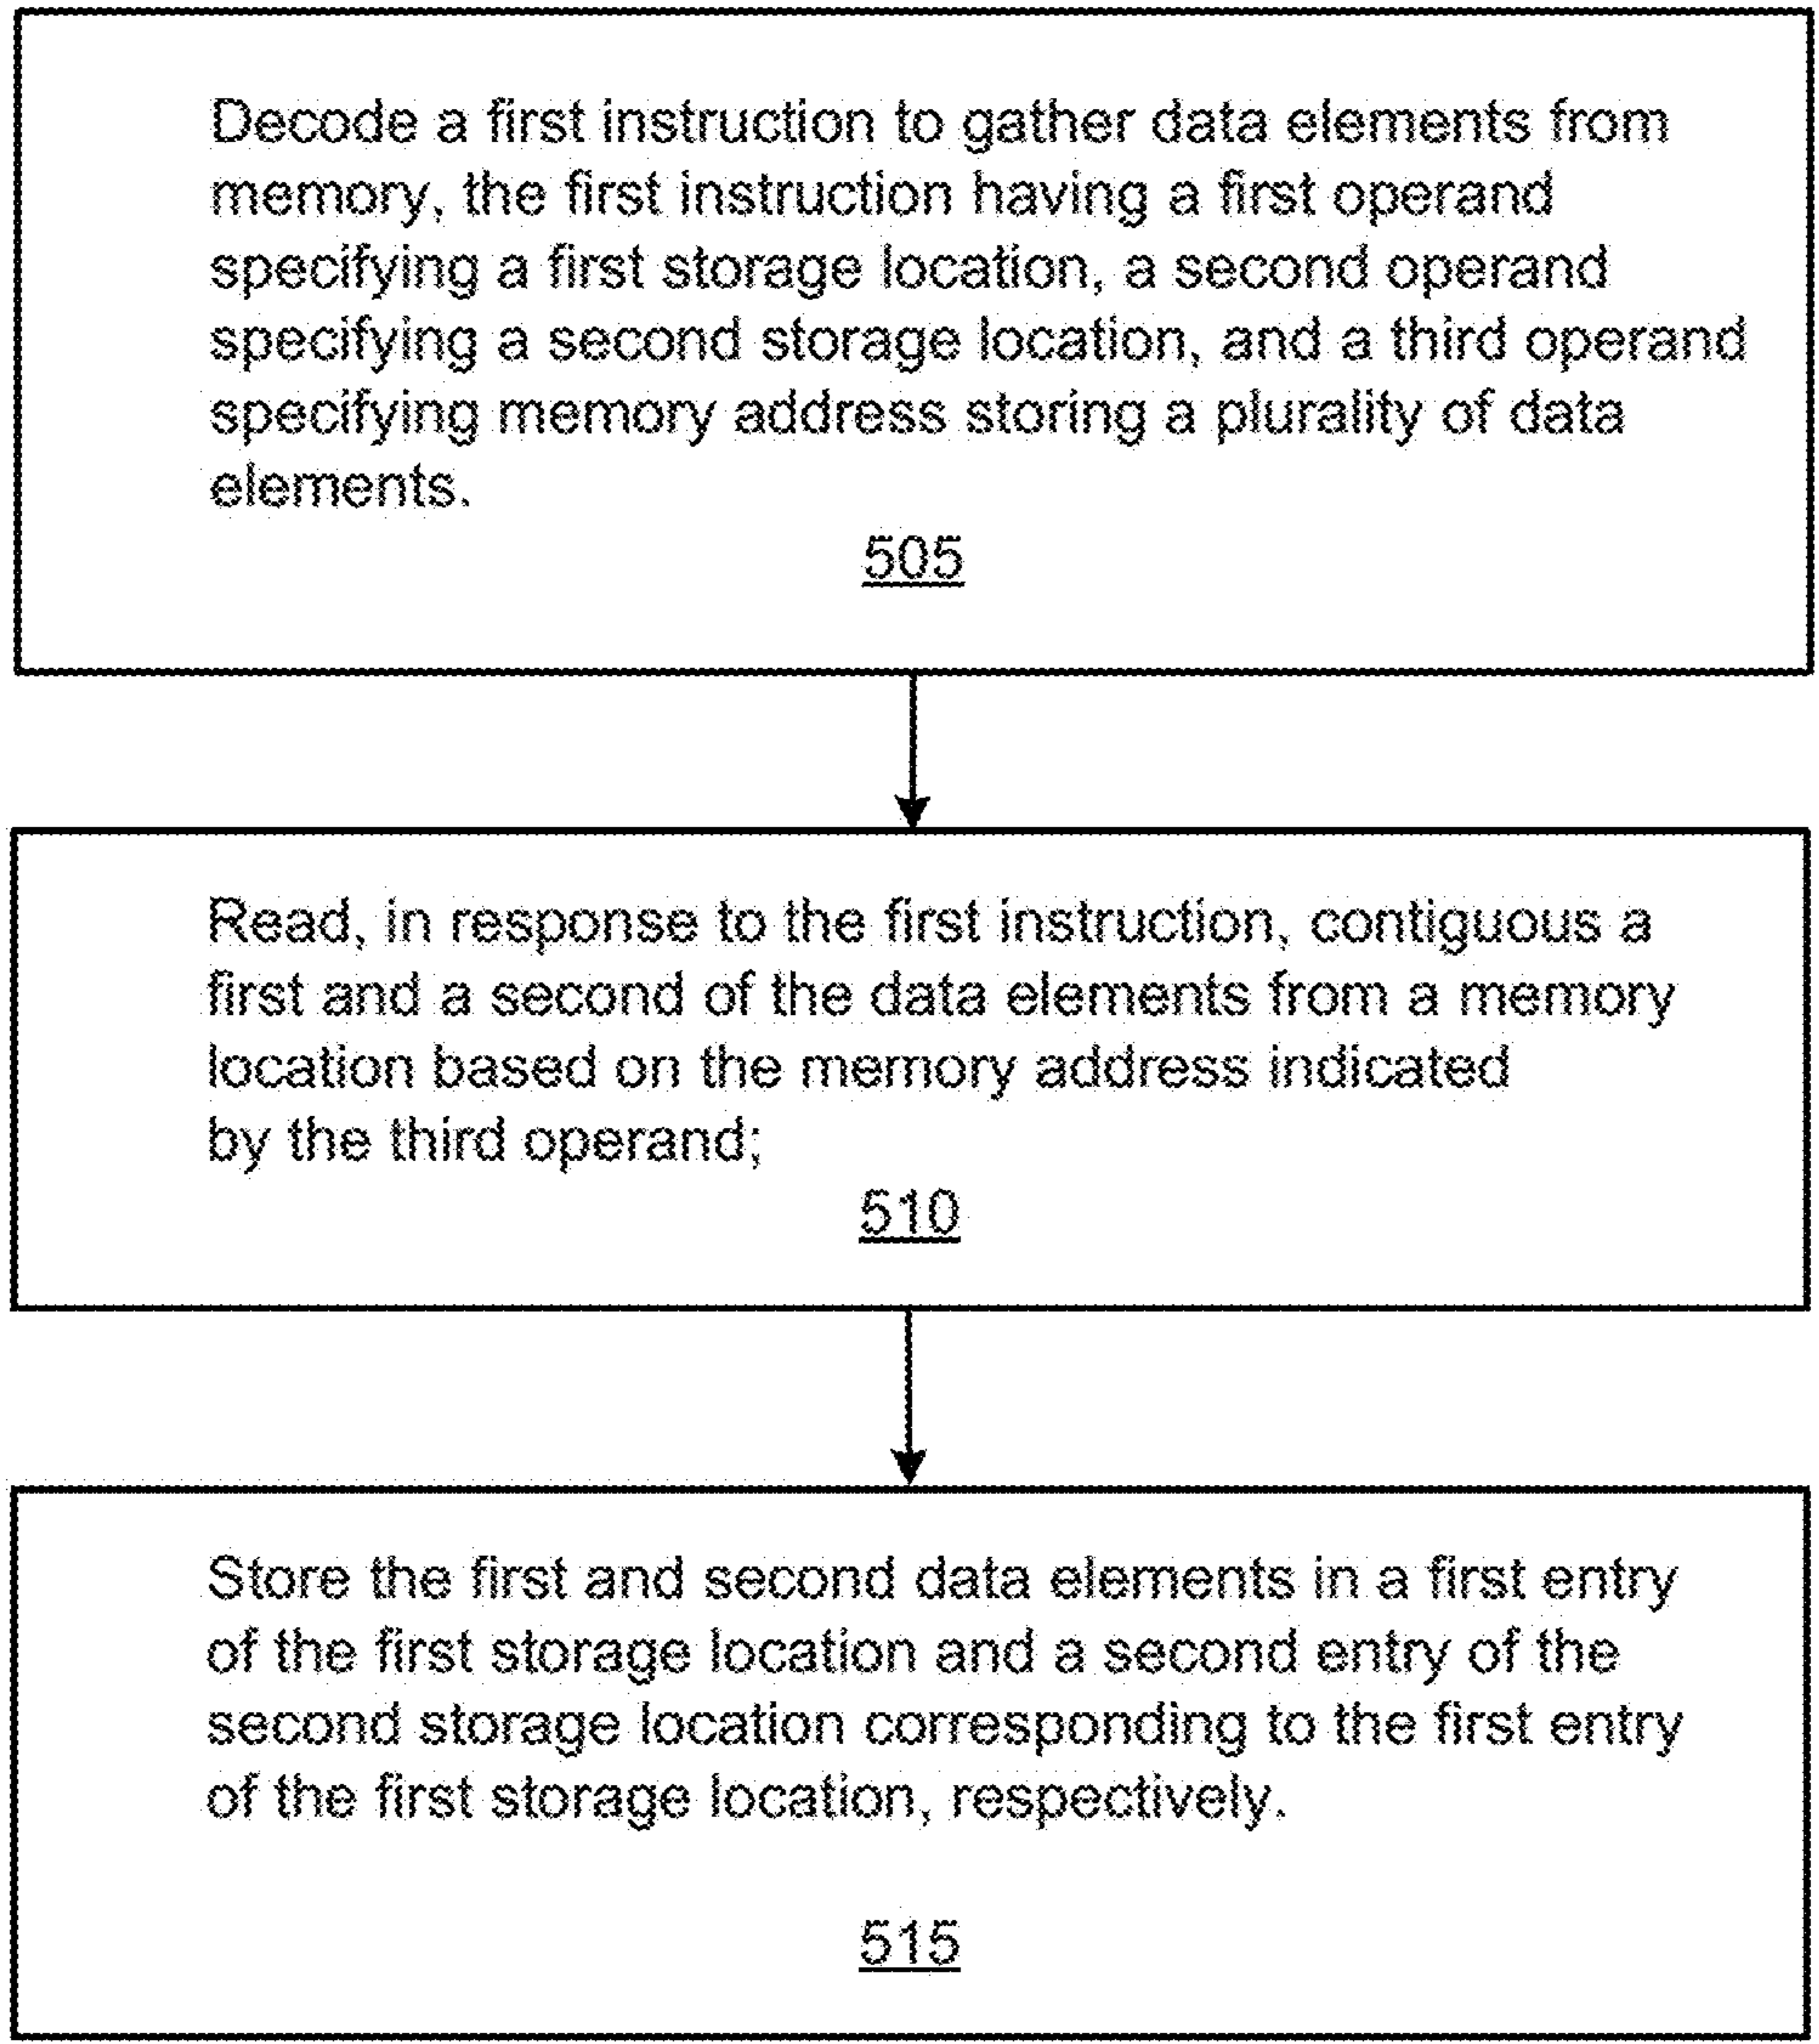 Decode a first instruction to gather data elements from
memory, the first instruction having a first operand
specifying a first storage location, a second operand
specifying a second storage location, and a third operand
specifying memory address storing a plurality of data
elements.
505
Read, in response to the first instruction, contiguous a
first and a second of the data elements from a memory
location based on the memory address indicated
by the third operand;
510
Store the first and second data elements in a first entry
of the first storage location and a second entry of the
second storage location corresponding to the first entry
of the first storage location, respectively.
515